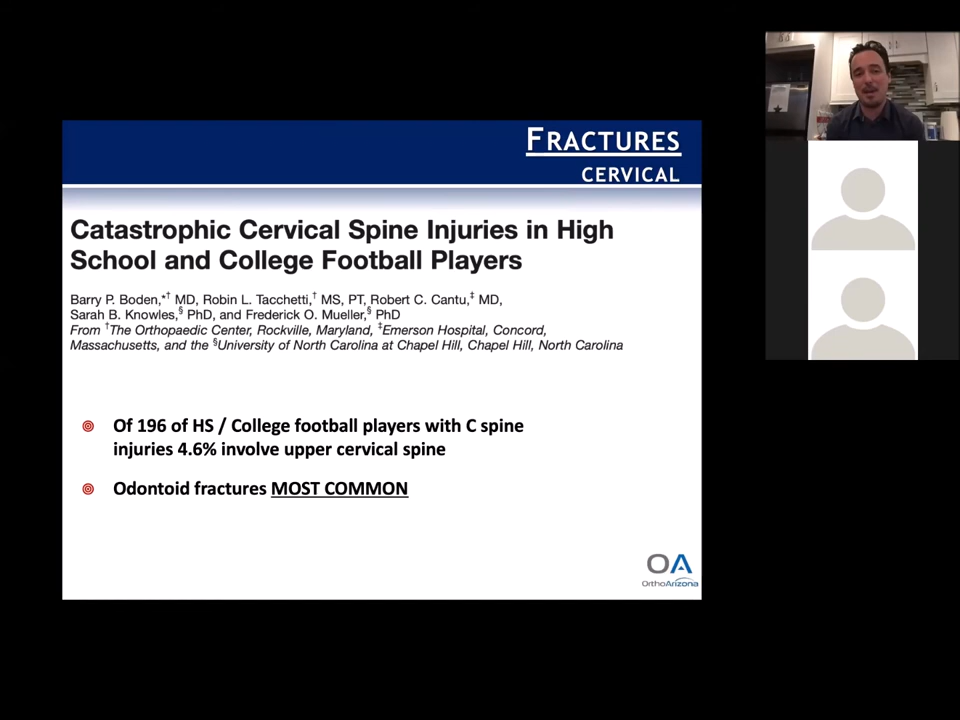 FRACTURES
CERVICAL
Catastrophic Cervical Spine Injuries in High
School and College Football Players
Barry P. Boden,*† MD, Robin L. Tacchetti,† MS, PT, Robert C. Cantu,‡ MD,
Sarah B. Knowles,§ PhD, and Frederick O. Mueller,§ PhD
From †The Orthopaedic Center, Rockville, Maryland, ‡Emerson Hospital, Concord,
Massachusetts, and the §University of North Carolina at Chapel Hill, Chapel Hill, North Carolina
Of 196 of HS / College football players with C spine
injuries 4.6% involve upper cervical spine
Odontoid fractures MOST COMMON
OA
OrthoArizona